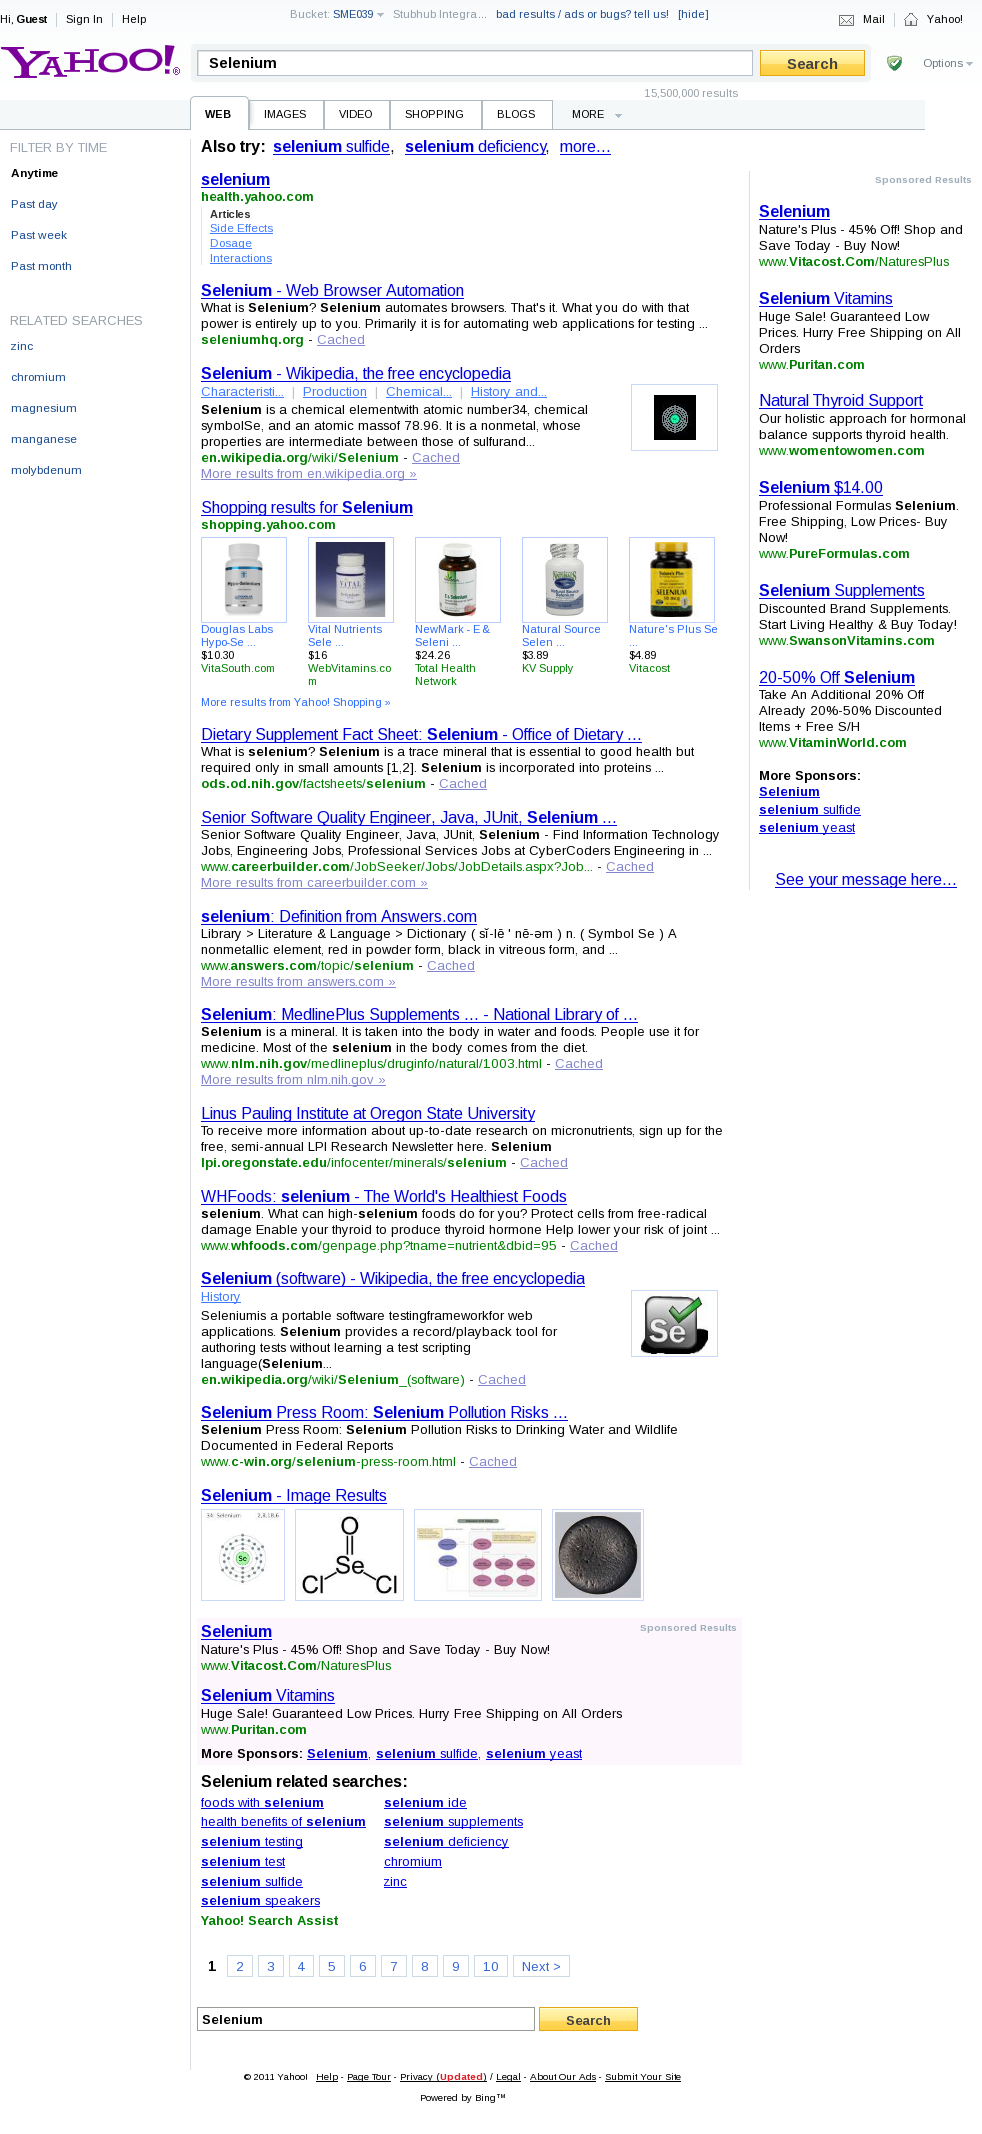 Hi, Guest Sign In Help
Bucket: SME039 Stubhub Integra... bad results / ads or bugs? tell us! [hide]
Mail Yahoo!
YAHOO!®
Selenium
Search
Options
15,500,000 results
WEB IMAGES VIDEO SHOPPING BLOGS MORE
FILTER BY TIME
Anytime
Past day
Past week
Past month
RELATED SEARCHES
zinc
chromium
magnesium
manganese
molybdenum
Also try: selenium sulfide, selenium deficiency, more...
selenium
health.yahoo.com
Articles
Side Effects
Dosage
Interactions
Selenium - Web Browser Automation
What is Selenium? Selenium automates browsers. That's it. What you do with that
power is entirely up to you. Primarily it is for automating web applications for testing ...
seleniumhq.org - Cached
Selenium - Wikipedia, the free encyclopedia
Characteristi... | Production | Chemical... | History and...
Selenium is a chemical elementwith atomic number34, chemical
symbolSe, and an atomic massof 78.96. It is a nonmetal, whose
properties are intermediate between those of sulfurand...
en.wikipedia.org/wiki/Selenium - Cached
More results from en.wikipedia.org »
Shopping results for Selenium
shopping.yahoo.com
Douglas Labs
Hypo-Se ...
$10.30
VitaSouth.com
Vital Nutrients
Sele ...
$16
WebVitamins.co
m
NewMark - E &
Seleni ...
$24.26
Total Health
Network
Natural Source
Selen ...
$3.89
KV Supply
Nature's Plus Se
...
$4.89
Vitacost
More results from Yahoo! Shopping »
Dietary Supplement Fact Sheet: Selenium - Office of Dietary ...
What is selenium? Selenium is a trace mineral that is essential to good health but
required only in small amounts [1,2]. Selenium is incorporated into proteins ...
ods.od.nih.gov/factsheets/selenium - Cached
Senior Software Quality Engineer, Java, JUnit, Selenium ...
Senior Software Quality Engineer, Java, JUnit, Selenium - Find Information Technology
Jobs, Engineering Jobs, Professional Services Jobs at CyberCoders Engineering in ...
www.careerbuilder.com/JobSeeker/Jobs/JobDetails.aspx?Job... - Cached
More results from careerbuilder.com »
selenium: Definition from Answers.com
Library > Literature & Language > Dictionary ( sĭ-lē ' nē-əm ) n. ( Symbol Se ) A
nonmetallic element, red in powder form, black in vitreous form, and ...
www.answers.com/topic/selenium - Cached
More results from answers.com »
Selenium: MedlinePlus Supplements ... - National Library of ...
Selenium is a mineral. It is taken into the body in water and foods. People use it for
medicine. Most of the selenium in the body comes from the diet.
www.nlm.nih.gov/medlineplus/druginfo/natural/1003.html - Cached
More results from nlm.nih.gov »
Linus Pauling Institute at Oregon State University
To receive more information about up-to-date research on micronutrients, sign up for the
free, semi-annual LPI Research Newsletter here. Selenium
lpi.oregonstate.edu/infocenter/minerals/selenium - Cached
WHFoods: selenium - The World's Healthiest Foods
selenium. What can high-selenium foods do for you? Protect cells from free-radical
damage Enable your thyroid to produce thyroid hormone Help lower your risk of joint ...
www.whfoods.com/genpage.php?tname=nutrient&dbid=95 - Cached
Selenium (software) - Wikipedia, the free encyclopedia
History
Seleniumis a portable software testingframeworkfor web
applications. Selenium provides a record/playback tool for
authoring tests without learning a test scripting
language(Selenium...
en.wikipedia.org/wiki/Selenium_(software) - Cached
Se
Selenium Press Room: Selenium Pollution Risks ...
Selenium Press Room: Selenium Pollution Risks to Drinking Water and Wildlife
Documented in Federal Reports
www.c-win.org/selenium-press-room.html - Cached
Selenium - Image Results
34: Selenium 2,8,18,6
Se
O
Se
Cl Cl
Sponsored Results
Selenium
Nature's Plus - 45% Off! Shop and Save Today - Buy Now!
www.Vitacost.Com/NaturesPlus
Selenium Vitamins
Huge Sale! Guaranteed Low Prices. Hurry Free Shipping on All Orders
www.Puritan.com
More Sponsors: Selenium, selenium sulfide, selenium yeast
Selenium related searches:
foods with selenium
health benefits of selenium
selenium testing
selenium test
selenium sulfide
selenium speakers
selenium ide
selenium supplements
selenium deficiency
chromium
zinc
Yahoo! Search Assist
1 2 3 4 5 6 7 8 9 10 Next >
Selenium
Search
Sponsored Results
Selenium
Nature's Plus - 45% Off! Shop and
Save Today - Buy Now!
www.Vitacost.Com/NaturesPlus
Selenium Vitamins
Huge Sale! Guaranteed Low
Prices. Hurry Free Shipping on All
Orders
www.Puritan.com
Natural Thyroid Support
Our holistic approach for hormonal
balance supports thyroid health.
www.womentowomen.com
Selenium $14.00
Professional Formulas Selenium.
Free Shipping, Low Prices- Buy
Now!
www.PureFormulas.com
Selenium Supplements
Discounted Brand Supplements.
Start Living Healthy & Buy Today!
www.SwansonVitamins.com
20-50% Off Selenium
Take An Additional 20% Off
Already 20%-50% Discounted
Items + Free S/H
www.VitaminWorld.com
More Sponsors:
Selenium
selenium sulfide
selenium yeast
See your message here...
© 2011 Yahoo! Help - Page Tour - Privacy (Updated) / Legal - About Our Ads - Submit Your Site
Powered by Bing™